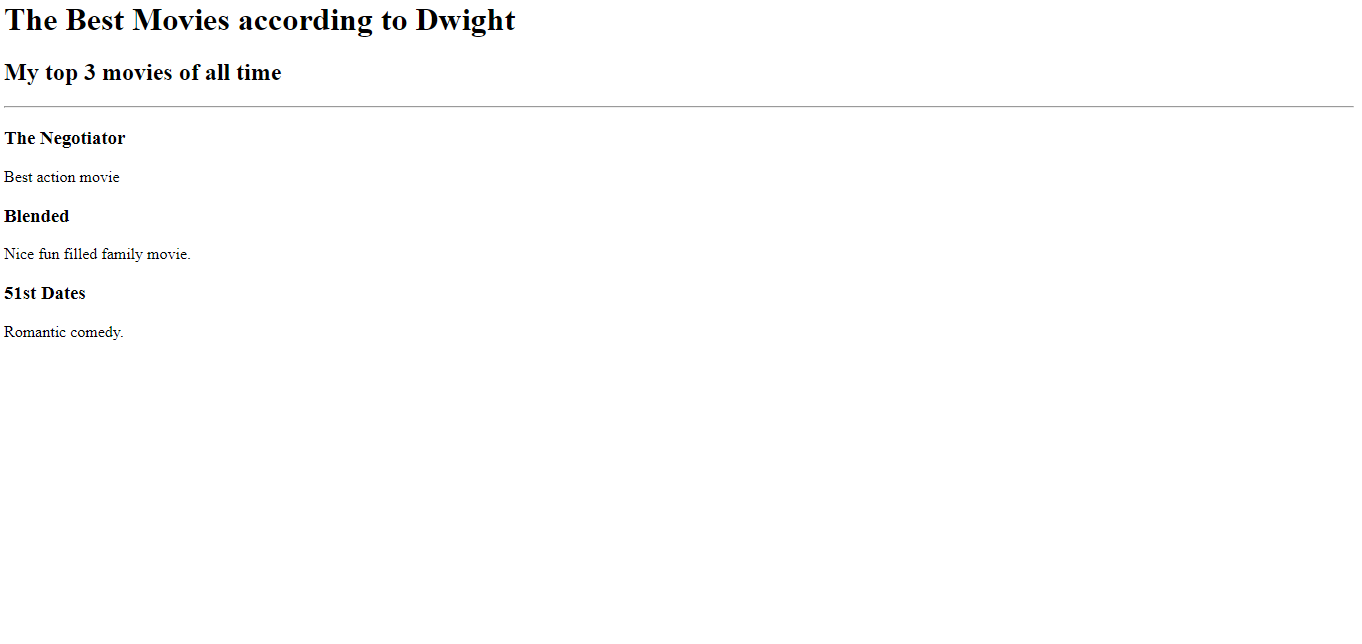 The Best Movies according to Dwight
My top 3 movies of all time
The Negotiator
Best action movie
Blended
Nice fun filled family movie.
51st Dates
Romantic comedy.